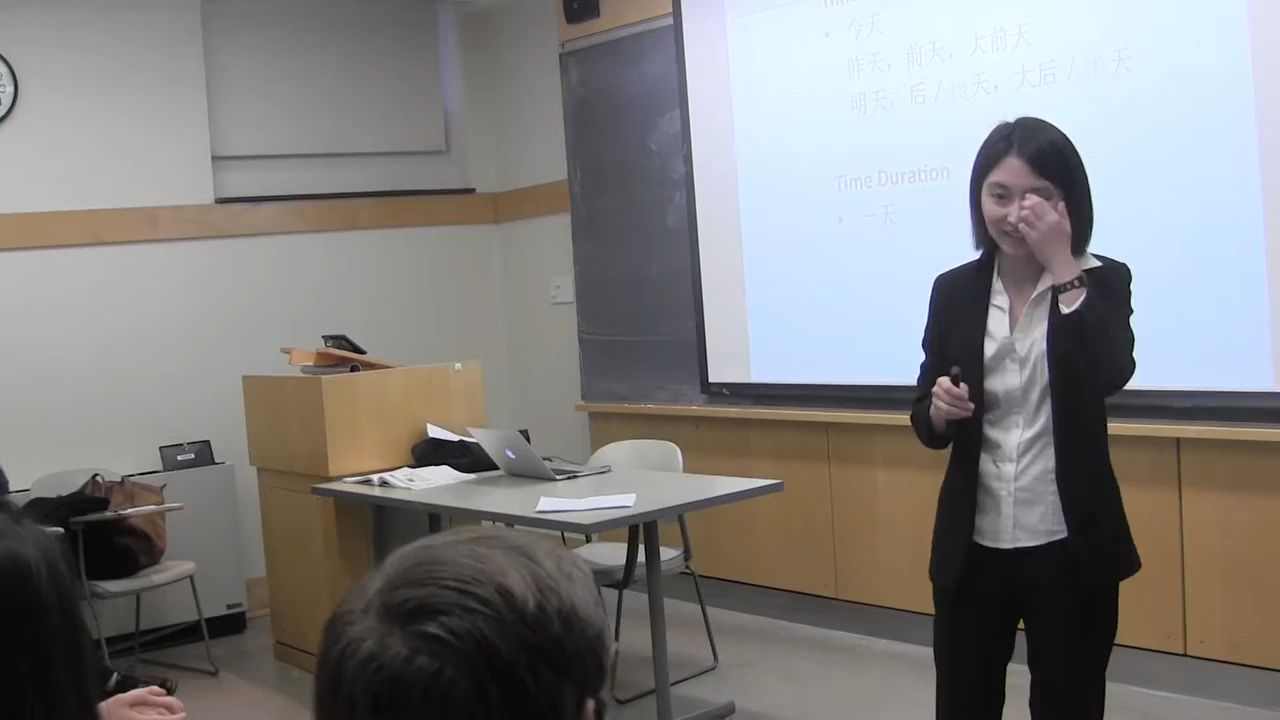 • 今天
昨天，前天，大前天
明天，后 / 後天，大后 / 後天
Time Duration
• 一天